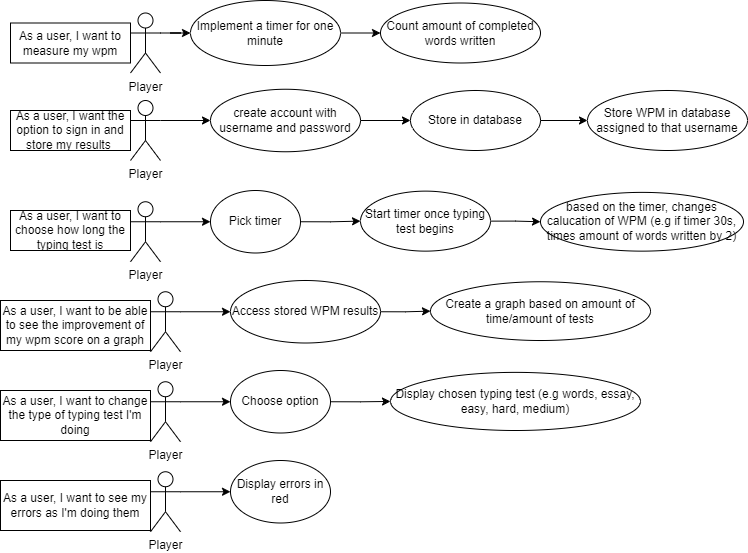 As a user, I want to
measure my wpm
Player
Implement a timer for one
minute
Count amount of completed
words written
As a user, I want the
option to sign in and
store my results
Player
create account with
username and password
Store in database
Store WPM in database
assigned to that username
As a user, I want to
choose how long the
typing test is
Player
Pick timer
Start timer once typing
test begins
based on the timer, changes
calucation of WPM (e.g if timer 30s,
times amount of words written by 2)
As a user, I want to be able
to see the improvement of
my wpm score on a graph
Player
Access stored WPM results
Create a graph based on amount of
time/amount of tests
As a user, I want to change
the type of typing test I'm
doing
Player
Choose option
Display chosen typing test (e.g words, essay,
easy, hard, medium)
As a user, I want to see my
errors as I'm doing them
Player
Display errors in
red